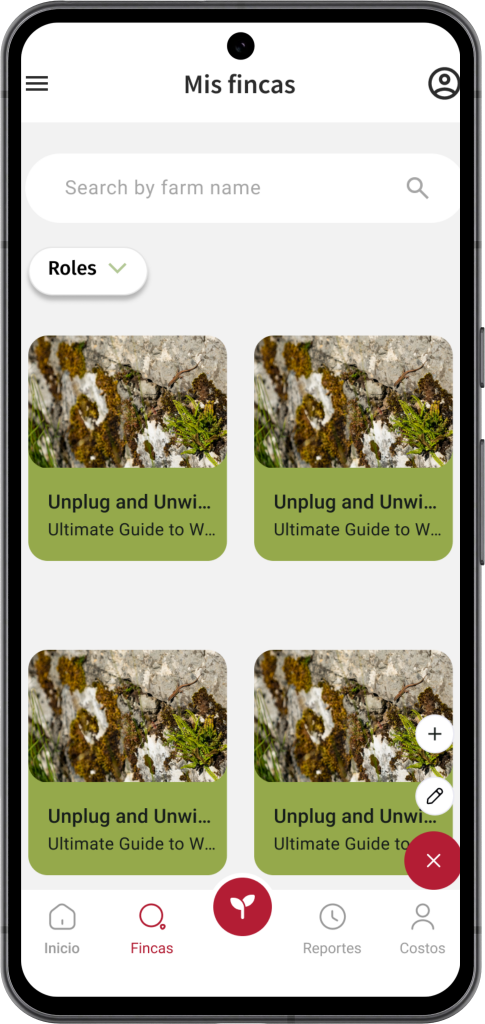 Mis fincas
Search by farm name
Roles
Unplug and Unwi...
Ultimate Guide to W...
Unplug and Unwi...
Ultimate Guide to W...
Unplug and Unwi...
Ultimate Guide to W...
Unplug and Unwi...
Ultimate Guide to
Inicio
Fincas
Reportes
Costos